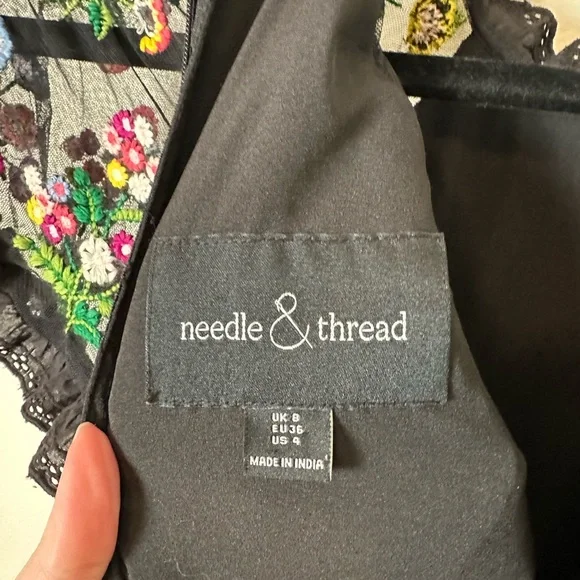 needle & thread
UK 8
EU 36
US 4
MADE IN INDIA